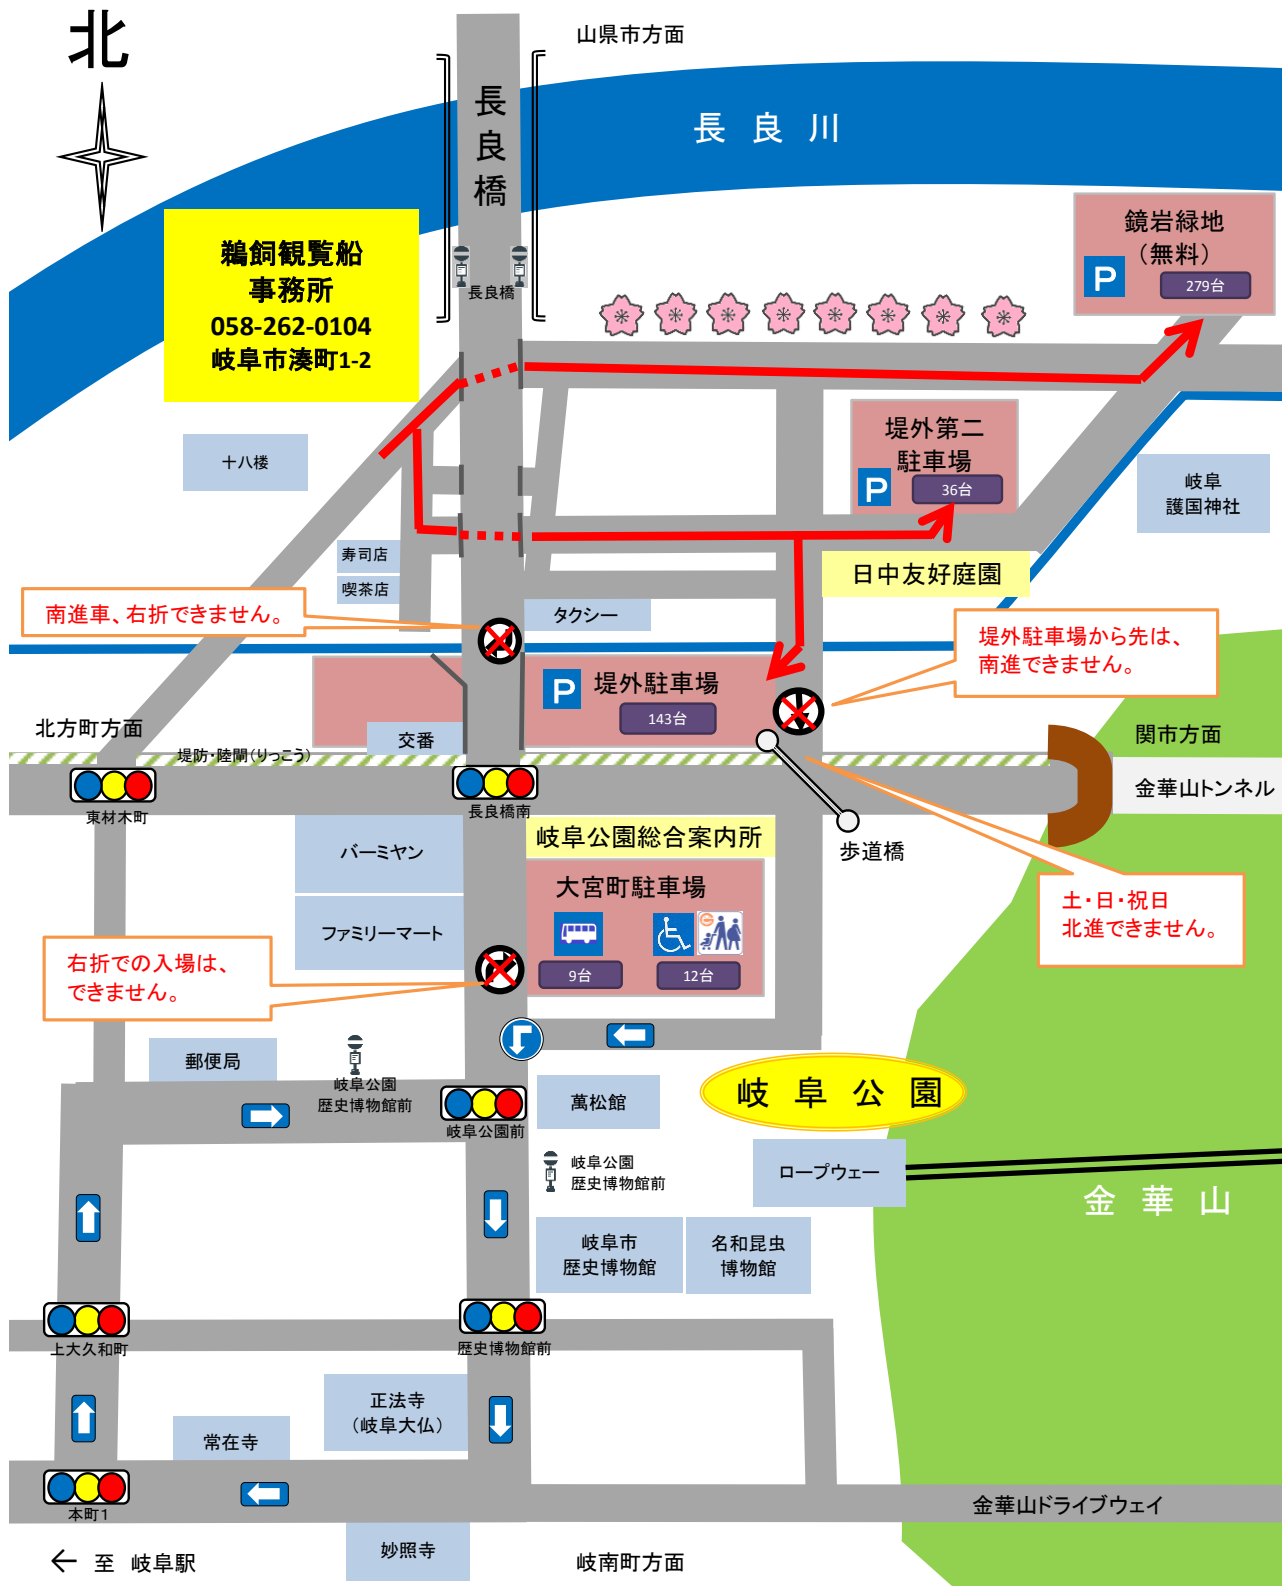 北
山県市方面
長良川
長良橋
鵜飼観覧船
事務所
058-262-0104
岐阜市湊町1-2
長良橋
鏡岩緑地
（無料）
P
279台
十八楼
堤外第二
駐車場
P
36台
岐阜
護国神社
寿司店
喫茶店
日中友好庭園
南進車、右折できません。
タクシー
堤外駐車場から先は、
南進できません。
P
堤外駐車場
143台
北方町方面
交番
堤防・陸閘（りっこう）
関市方面
金華山トンネル
東材木町
長良橋南
歩道橋
バーミヤン
岐阜公園総合案内所
大宮町駐車場
9台
12台
ファミリーマート
土・日・祝日
北進できません。
右折での入場は、
できません。
郵便局
岐阜公園
歴史博物館前
岐阜公園前
萬松館
岐阜公園
岐阜公園
歴史博物館前
ロープウェー
金華山
岐阜市
歴史博物館
名和昆虫
博物館
上大久和町
歴史博物館前
正法寺
（岐阜大仏）
常在寺
本町1
金華山ドライブウェイ
← 至 岐阜駅
妙照寺
岐南町方面